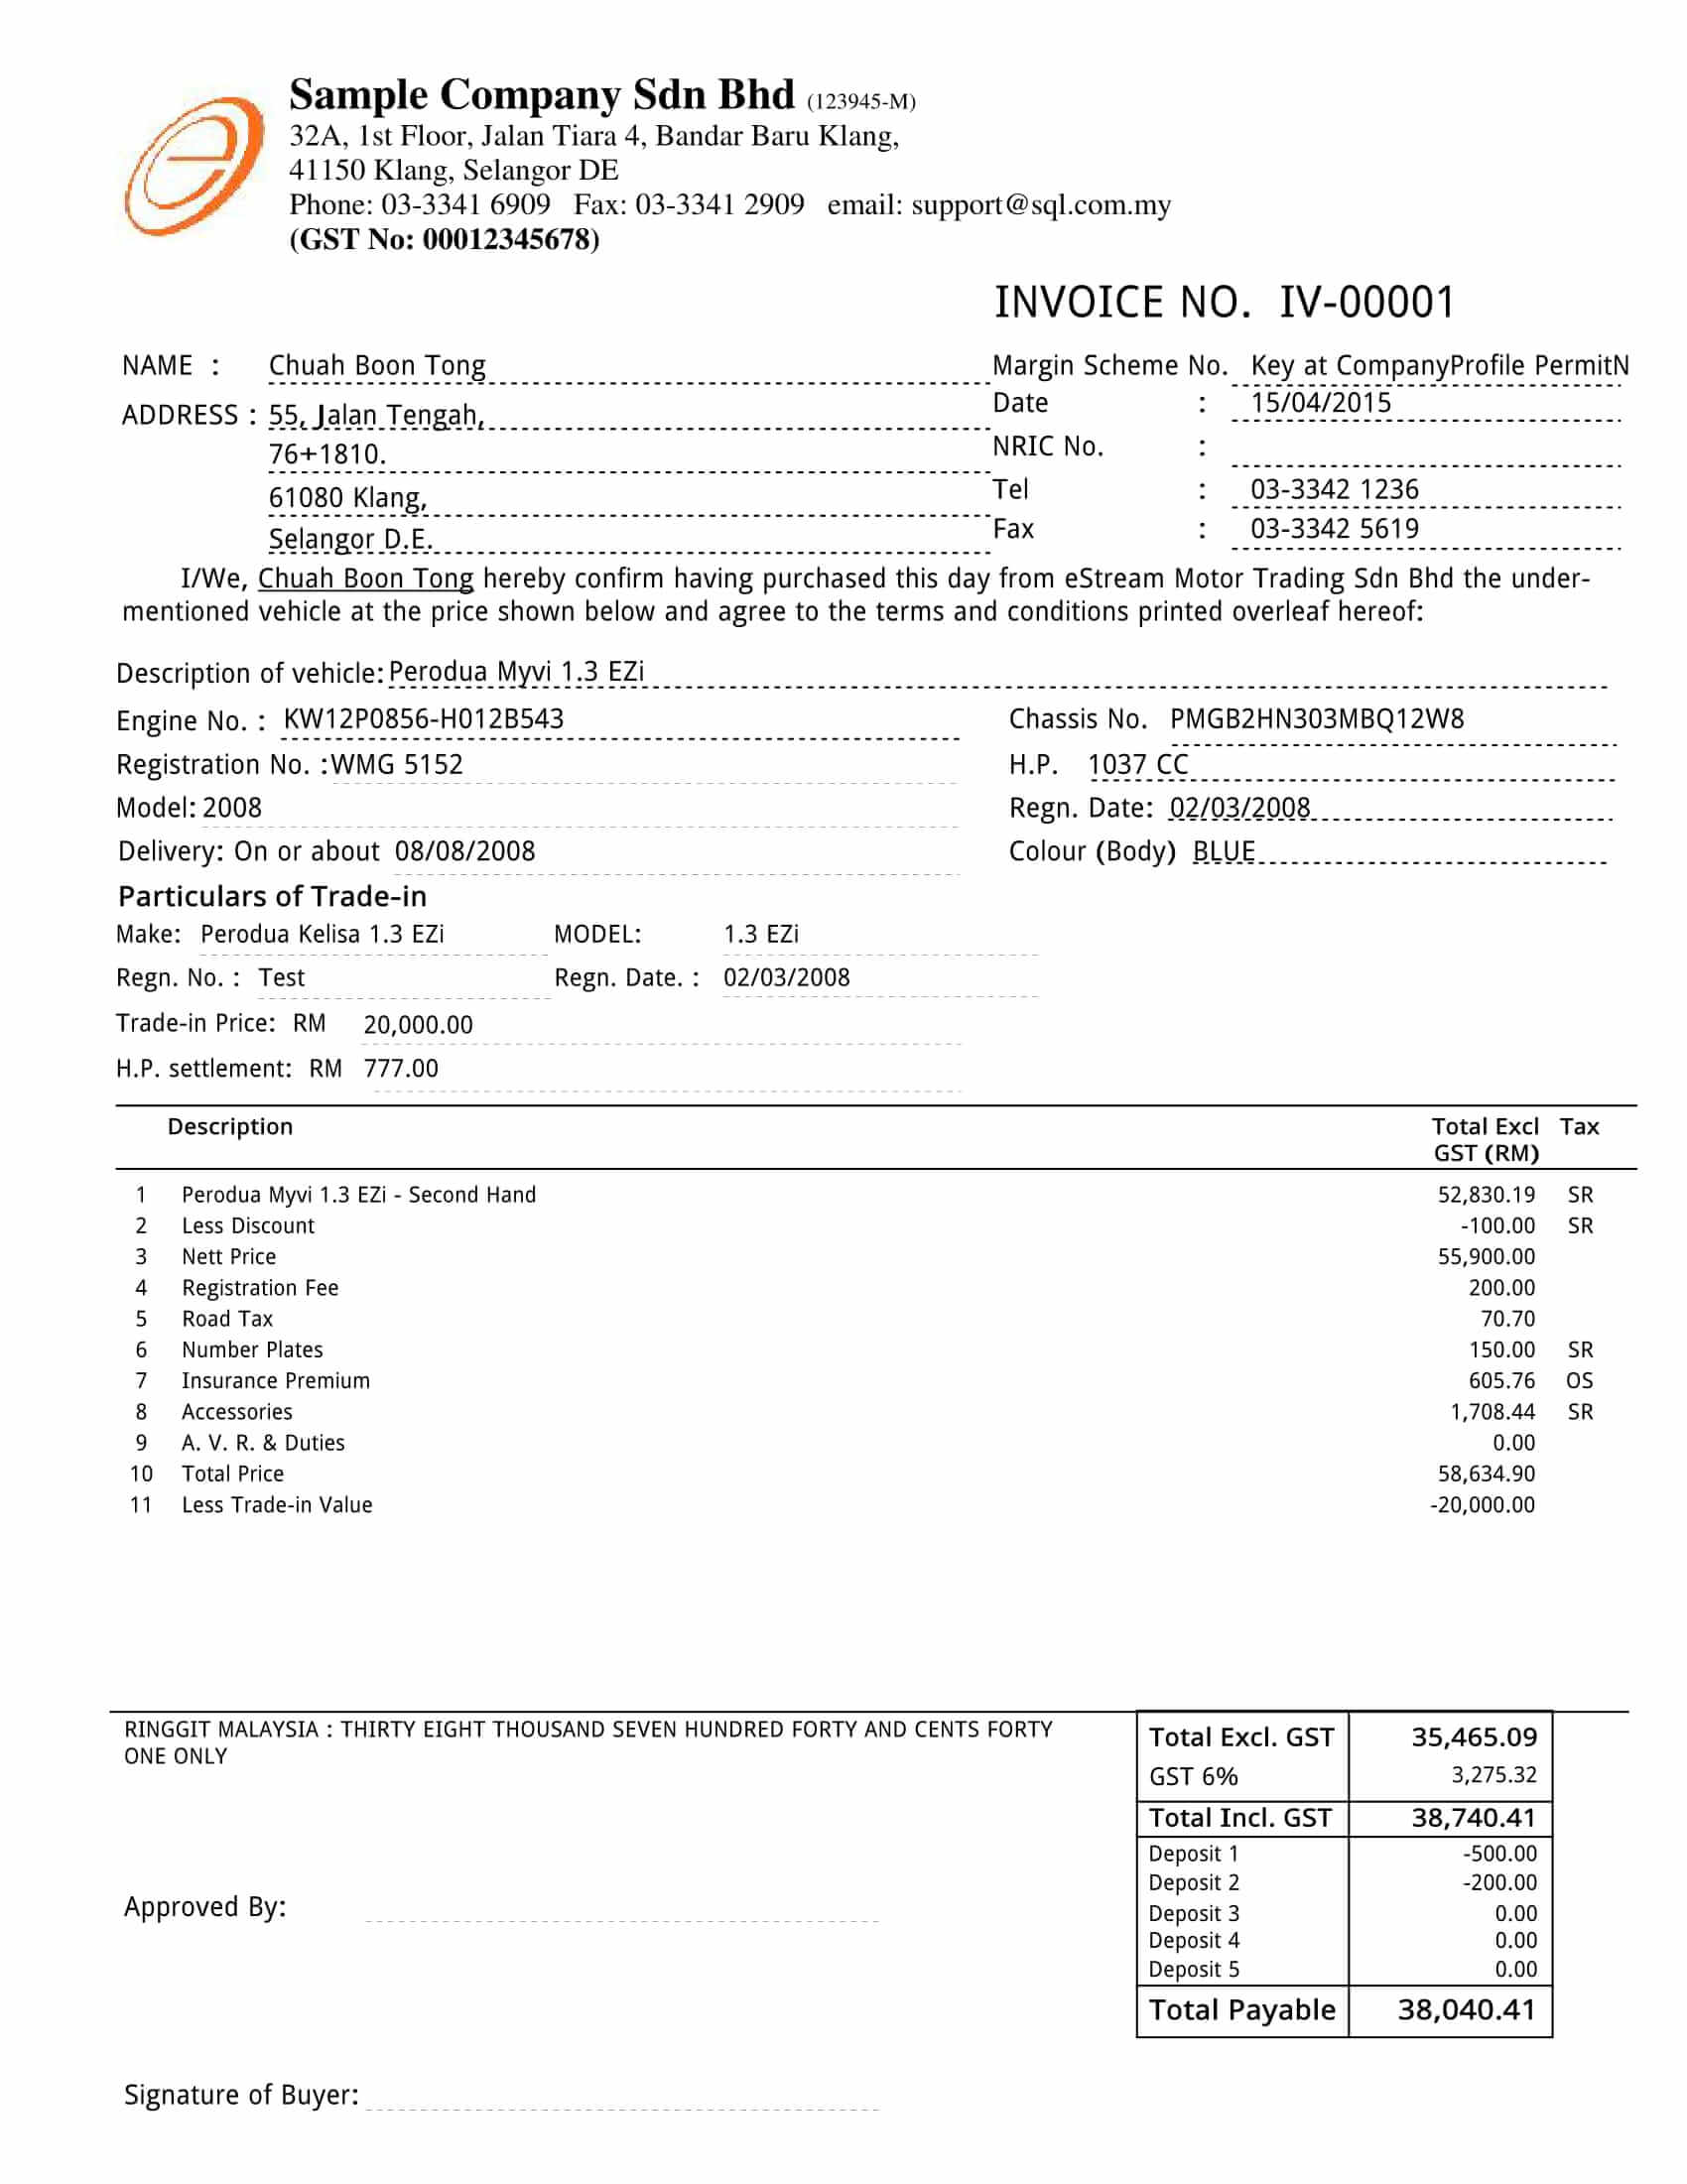 Sample Company Sdn Bhd (123945-M)
32A, 1st Floor, Jalan Tiara 4, Bandar Baru Klang,
41150 Klang, Selangor DE
Phone: 03-3341 6909 Fax: 03-3341 2909 email: support@sql.com.my
(GST No: 00012345678)
INVOICE NO. IV-00001
NAME : Chuah Boon Tong Margin Scheme No. Key at CompanyProfile PermitN
ADDRESS : 55, Jalan Tengah, Date : 15/04/2015
76+1810. NRIC No. :
61080 Klang, Tel : 03-3342 1236
Selangor D.E. Fax : 03-3342 5619
I/We, Chuah Boon Tong hereby confirm having purchased this day from eStream Motor Trading Sdn Bhd the under-
mentioned vehicle at the price shown below and agree to the terms and conditions printed overleaf hereof:
Description of vehicle: Perodua Myvi 1.3 EZi
Engine No. : KW12P0856-H012B543 Chassis No. PMGB2HN303MBQ12W8
Registration No. : WMG 5152 H.P. 1037 CC
Model: 2008 Regn. Date: 02/03/2008
Delivery: On or about 08/08/2008 Colour (Body) BLUE
Particulars of Trade-in
Make: Perodua Kelisa 1.3 EZi MODEL: 1.3 EZi
Regn. No. : Test Regn. Date. : 02/03/2008
Trade-in Price: RM 20,000.00
H.P. settlement: RM 777.00
Description Total Excl Tax
GST (RM)
1 Perodua Myvi 1.3 EZi - Second Hand 52,830.19 SR
2 Less Discount -100.00 SR
3 Nett Price 55,900.00
4 Registration Fee 200.00
5 Road Tax 70.70
6 Number Plates 150.00 SR
7 Insurance Premium 605.76 OS
8 Accessories 1,708.44 SR
9 A. V. R. & Duties 0.00
10 Total Price 58,634.90
11 Less Trade-in Value -20,000.00
RINGGIT MALAYSIA : THIRTY EIGHT THOUSAND SEVEN HUNDRED FORTY AND CENTS FORTY
ONE ONLY
Total Excl. GST 35,465.09
GST 6% 3,275.32
Total Incl. GST 38,740.41
Deposit 1 -500.00
Deposit 2 -200.00
Approved By:
Deposit 3 0.00
Deposit 4 0.00
Deposit 5 0.00
Total Payable 38,040.41
Signature of Buyer: